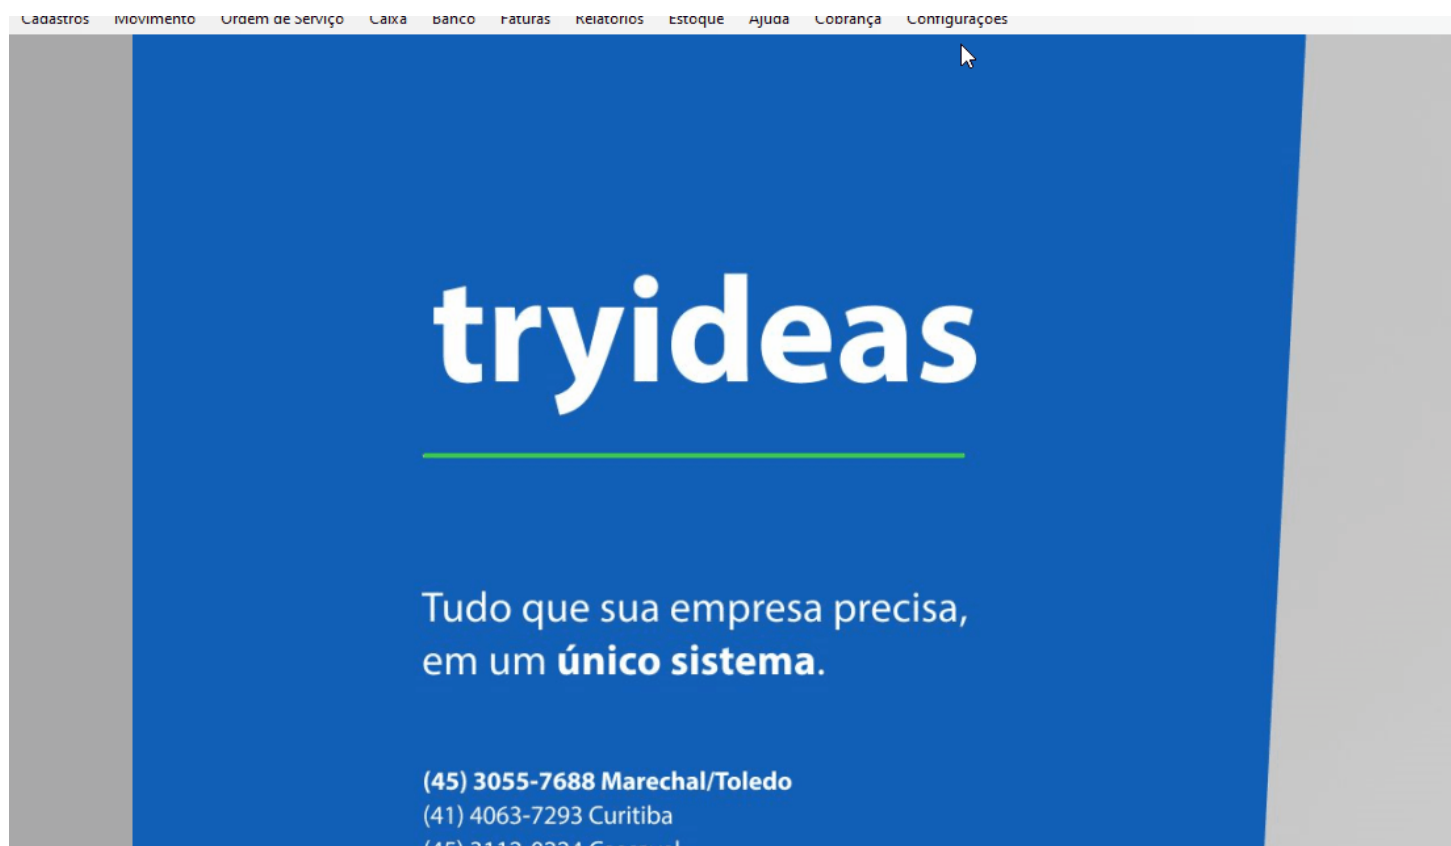 Cadastros Movimento Ordem de Serviço Caixa Banco Faturas Relatórios Estoque Ajuda Cobrança Configurações
tryideas
Tudo que sua empresa precisa,
em um único sistema.
(45) 3055-7688 Marechal/Toledo
(41) 4063-7293 Curitiba